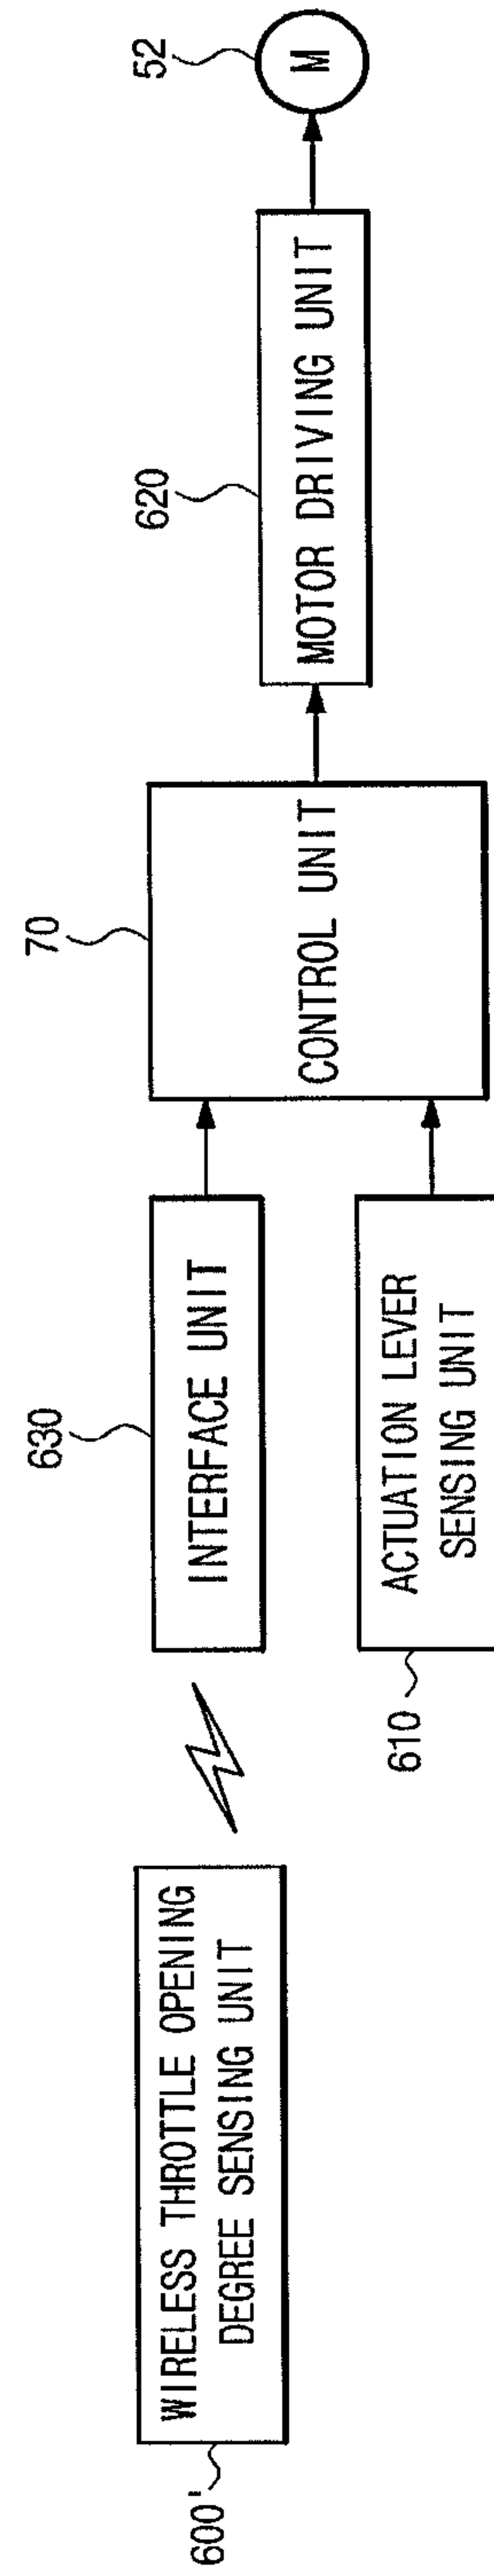 600'
WIRELESS THROTTLE OPENING
DEGREE SENSING UNIT
630
INTERFACE UNIT
610
ACTUATION LEVER
SENSING UNIT
70
CONTROL UNIT
620
MOTOR DRIVING UNIT
52
M